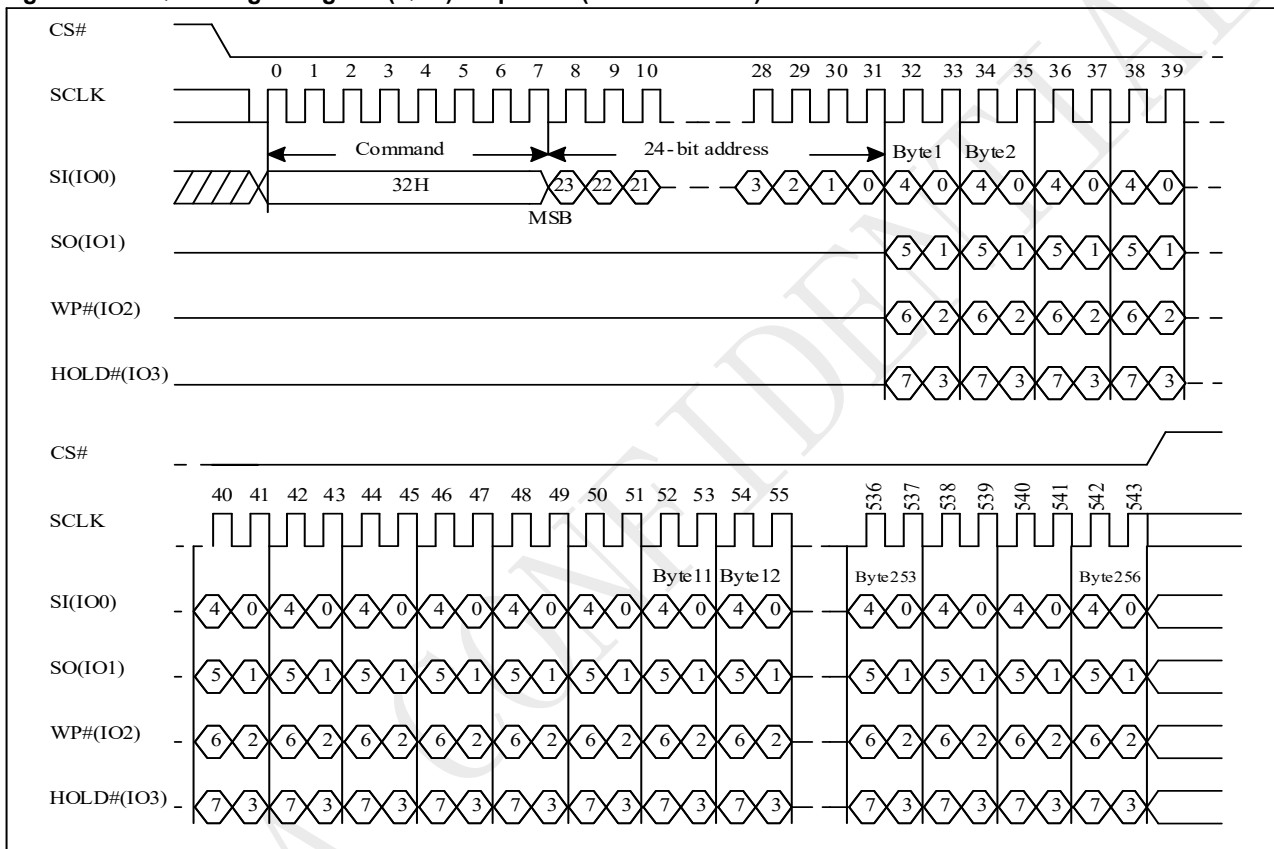 CS#
0 1 2 3 4 5 6 7 8 9 10 28 29 30 31 32 33 34 35 36 37 38 39
SCLK
Command 24-bit address Byte1 Byte2
SI(IO0) 32H 23 22 21 3 2 1 0 4 0 4 0 4 0 4 0
MSB
SO(IO1) 5 1 5 1 5 1 5 1
WP#(IO2) 6 2 6 2 6 2 6 2
HOLD#(IO3) 7 3 7 3 7 3 7 3
CS#
40 41 42 43 44 45 46 47 48 49 50 51 52 53 54 55 536 537 538 539 540 541 542 543
SCLK
Byte11 Byte12 Byte253 Byte256
SI(IO0) 4 0 4 0 4 0 4 0 4 0 4 0 4 0 4 0 4 0 4 0 4 0 4 0
SO(IO1) 5 1 5 1 5 1 5 1 5 1 5 1 5 1 5 1 5 1 5 1 5 1 5 1
WP#(IO2) 6 2 6 2 6 2 6 2 6 2 6 2 6 2 6 2 6 2 6 2 6 2 6 2
HOLD#(IO3) 7 3 7 3 7 3 7 3 7 3 7 3 7 3 7 3 7 3 7 3 7 3 7 3
CONFIDENTIAL